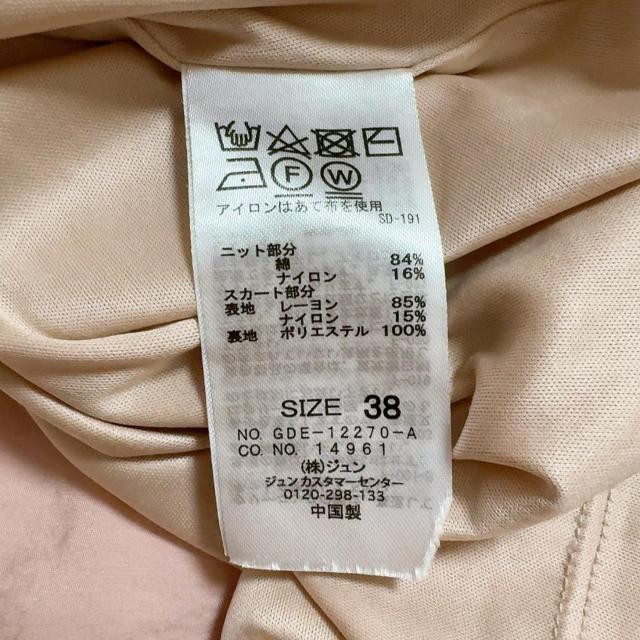 F W
アイロンはあて布を使用
SD-191
ニット部分
綿 84%
ナイロン 16%
スカート部分
表地 レーヨン 85%
ナイロン 15%
裏地 ポリエステル 100%
SIZE 38
NO. GDE-12270-A
CO. NO. 14961
(株)ジュン
ジュン カスタマーセンター
0120-298-133
中国製